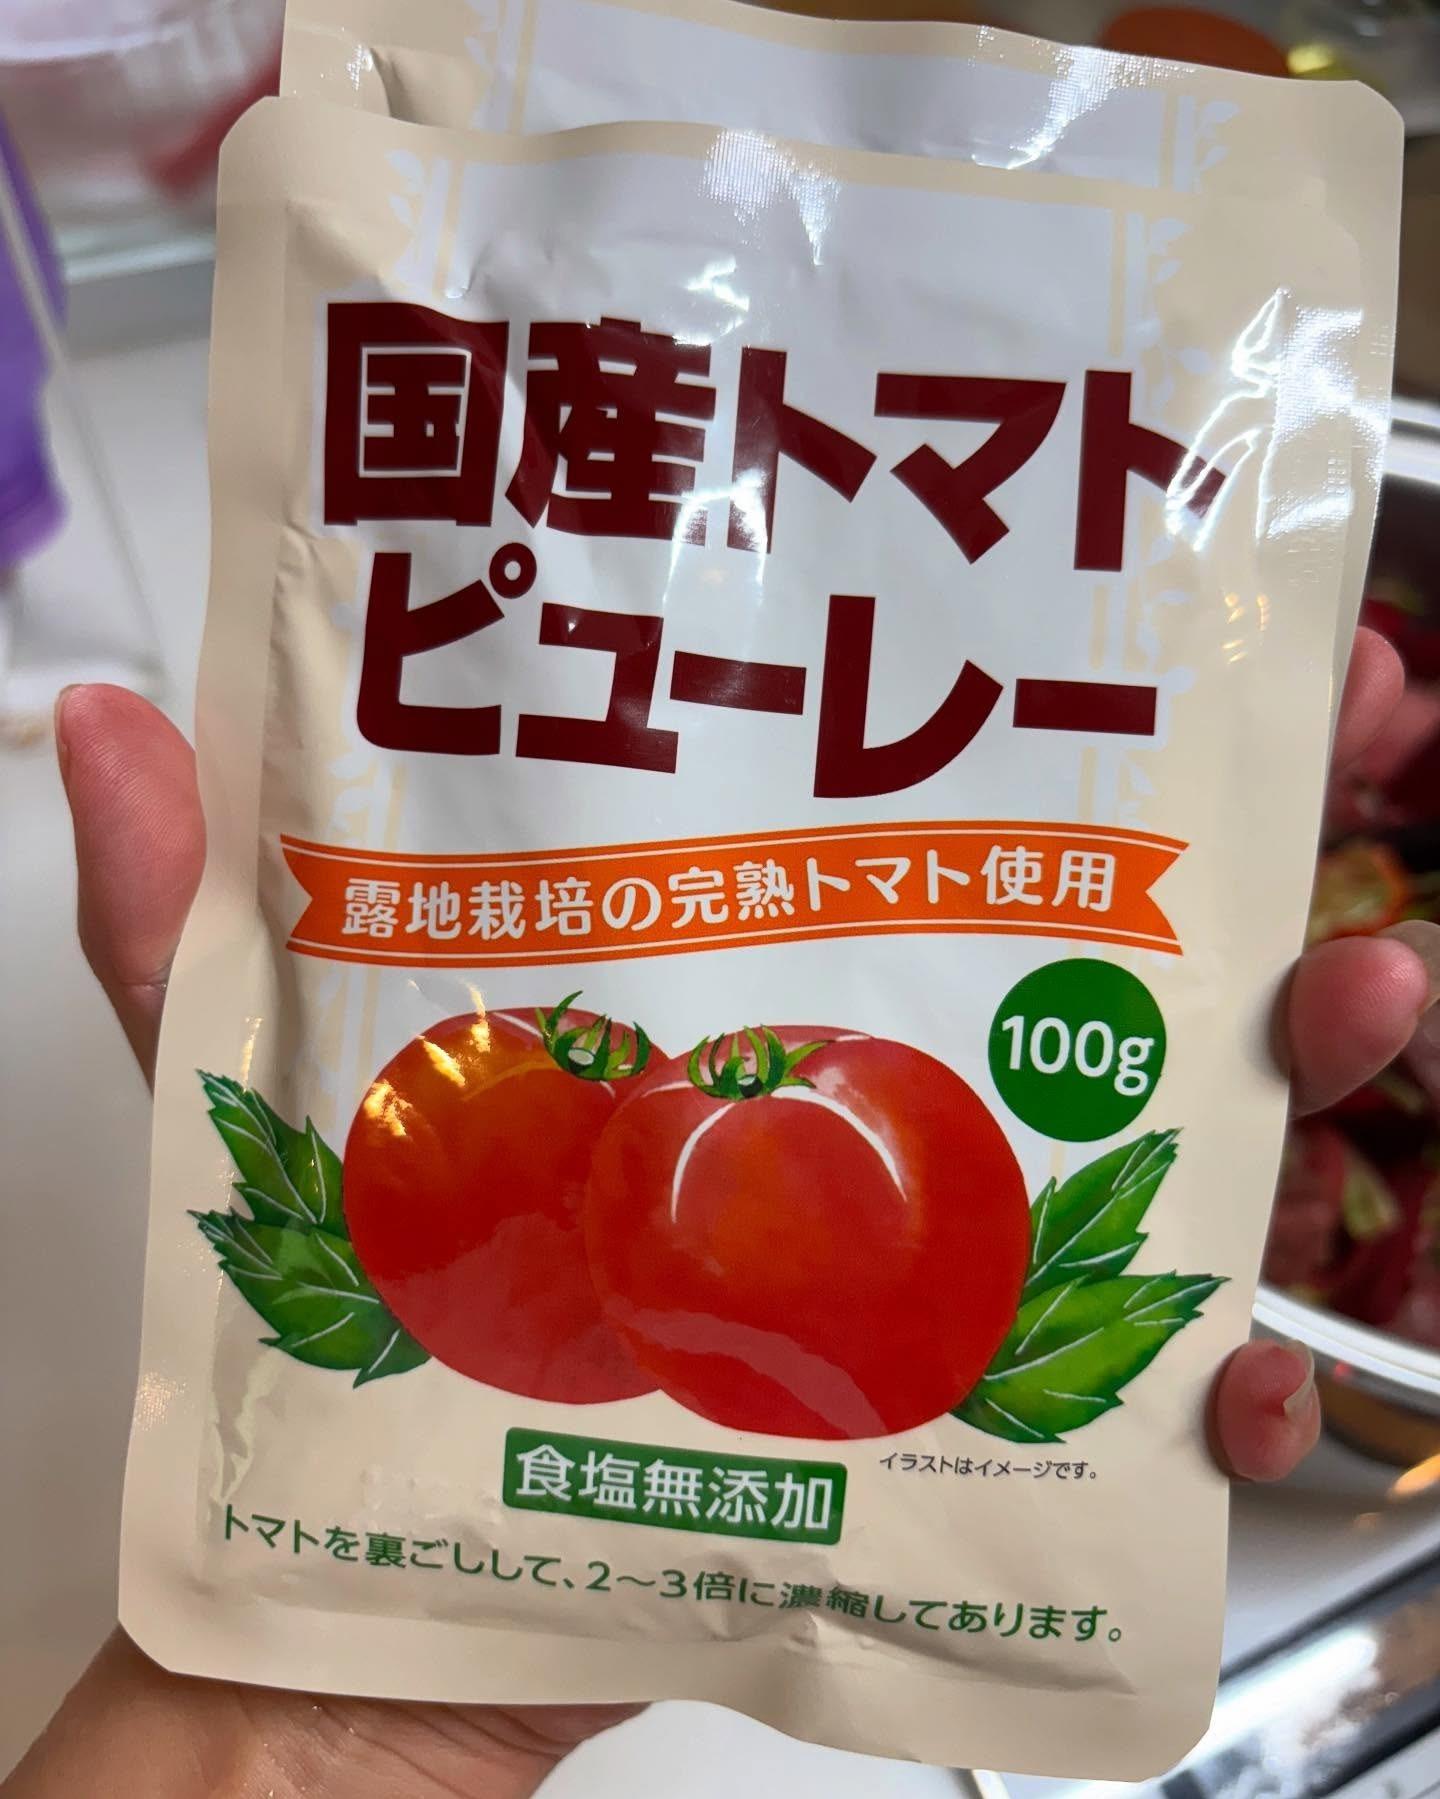 国産トマト
ピューレー
露地栽培の完熟トマト使用
100g
食塩無添加
イラストはイメージです。
トマトを裏ごしして、2〜3倍に濃縮してあります。